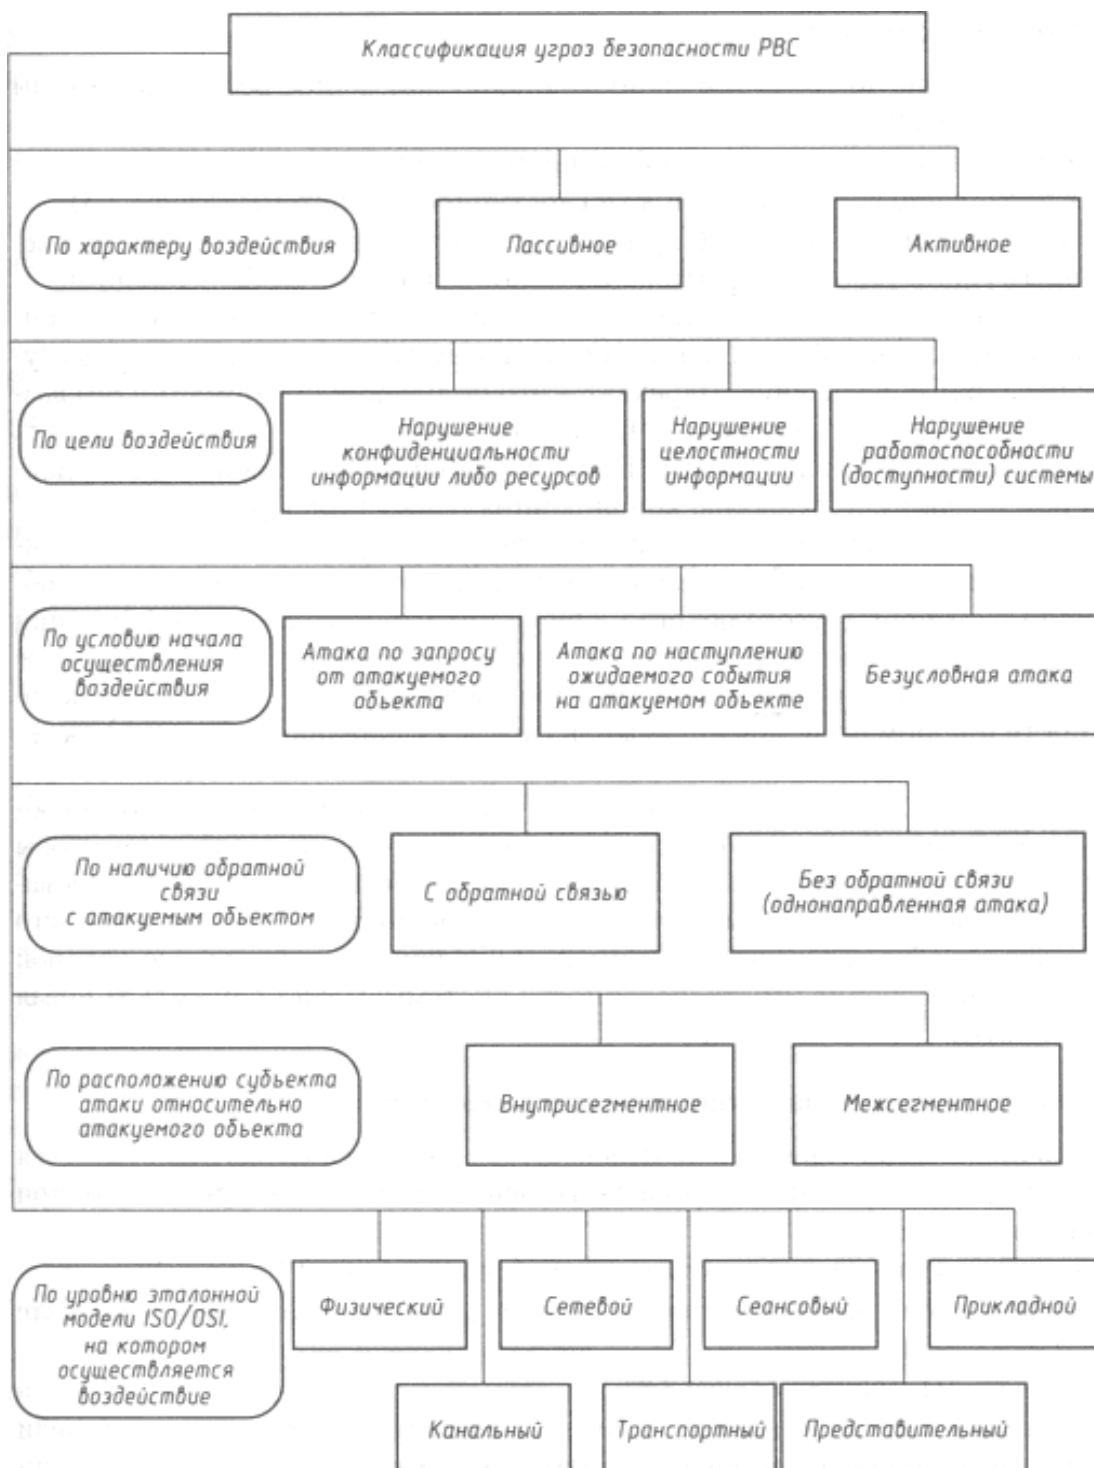 Классификация угроз безопасности РВС
По характеру воздействия
Пассивное
Активное
По цели воздействия
Нарушение
конфиденциальности
информации либо ресурсов
Нарушение
целостности
информации
Нарушение
работоспособности
(доступности) системы
По условию начала
осуществления
воздействия
Атака по запросу
от атакуемого
объекта
Атака по наступлению
ожидаемого события
на атакуемом объекте
Безусловная атака
По наличию обратной
связи
с атакуемым объектом
С обратной связью
Без обратной связи
(однонаправленная атака)
По расположению субъекта
атаки относительно
атакуемого объекта
Внутрисегментное
Межсегментное
По уровню эталонной
модели ISO/OSI,
на котором
осуществляется
воздействие
Физический
Сетевой
Сеансовый
Прикладной
Канальный
Транспортный
Представительный